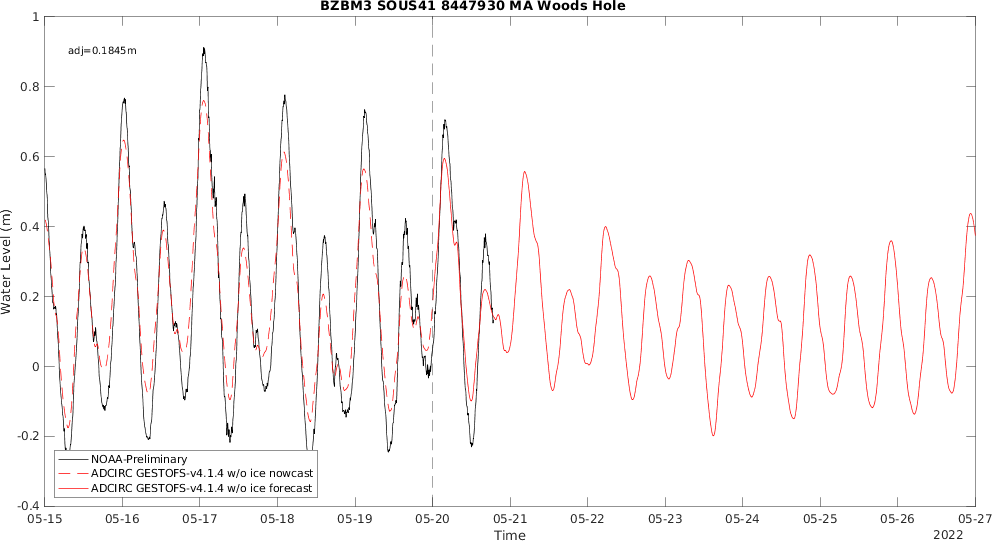 BZBM3 SOUS41 8447930 MA Woods Hole
adj=0.1845m
1
0.8
0.6
0.4
0.2
0
-0.2
-0.4
Water Level (m)
NOAA-Preliminary
ADCIRC GESTOFS-v4.1.4 w/o ice nowcast
ADCIRC GESTOFS-v4.1.4 w/o ice forecast
05-15 05-16 05-17 05-18 05-19 05-20 05-21 05-22 05-23 05-24 05-25 05-26 05-27
Time
2022